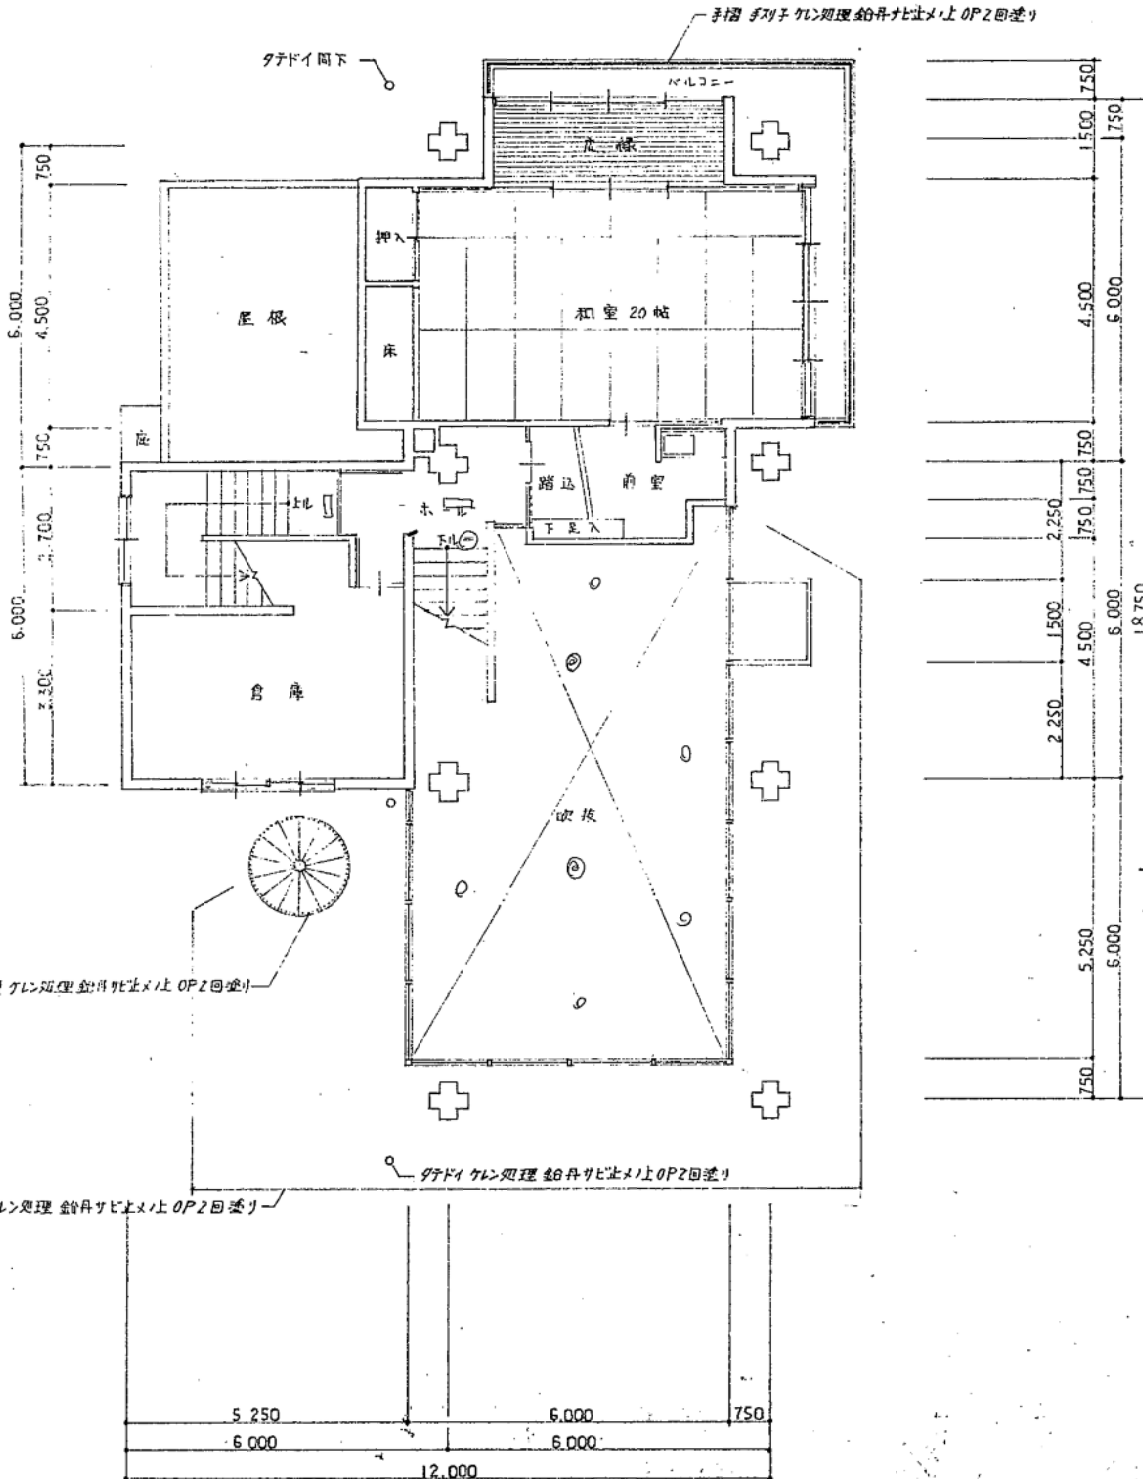 手摺 手スリ子 ケレン処理 鉛丹サビ止メノ上 OP2回塗り
タテドイ同下
バルコニー
広縁
押入
屋根
和室 20帖
床
庇
踏込
前室
上ル
ホール
下足入
下ル
倉庫
吹抜
ケレン処理 鉛丹サビ止メノ上 OP2回塗り
タテドイ ケレン処理 鉛丹サビ止メノ上 OP2回塗り
レン処理 鉛丹サビ止メノ上 OP2回塗り
750
4.500
750
6.000
2.700
3.300
6.000
750
1.500
750
4.500
6.000
750
750
750
2.250
1.500
4.500
6.000
18.750
2.250
5.250
6.000
750
5.250
6.000
750
6.000
6.000
12.000